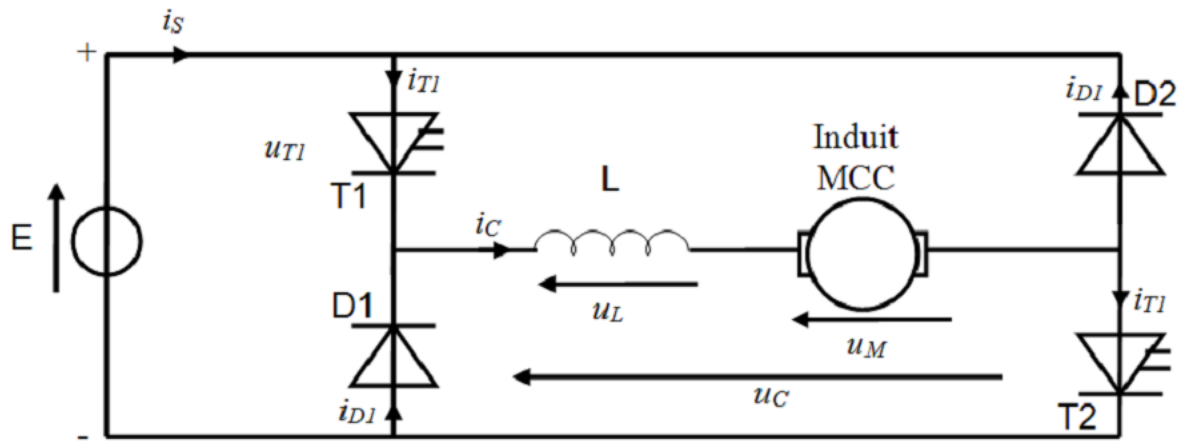 i_S
+
i_T1
i_D1
D2
u_T1
Induit
MCC
T1
L
E
i_C
D1
u_L
i_T1
u_M
u_C
i_D1
T2
-